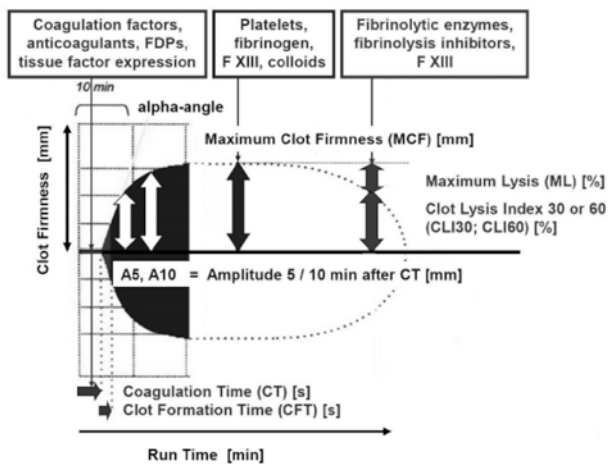 Coagulation factors,
anticoagulants, FDPs,
tissue factor expression
Platelets,
fibrinogen,
F XIII, colloids
Fibrinolytic enzymes,
fibrinolysis inhibitors,
F XIII
10 min
alpha-angle
Maximum Clot Firmness (MCF) [mm]
Clot Firmness [mm]
Maximum Lysis (ML) [%]
Clot Lysis Index 30 or 60
(CLI30; CLI60) [%]
A5, A10 = Amplitude 5 / 10 min after CT [mm]
Coagulation Time (CT) [s]
Clot Formation Time (CFT) [s]
Run Time [min]